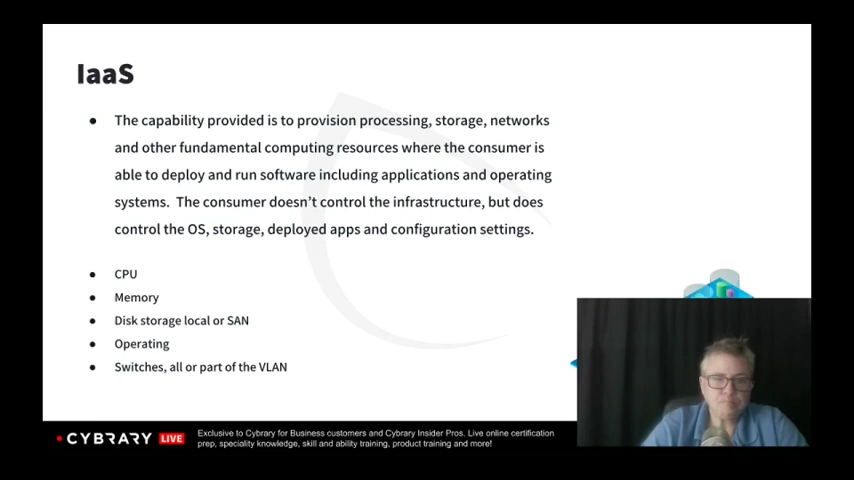 IaaS
● The capability provided is to provision processing, storage, networks
and other fundamental computing resources where the consumer is
able to deploy and run software including applications and operating
systems. The consumer doesn’t control the infrastructure, but does
control the OS, storage, deployed apps and configuration settings.
● CPU
● Memory
● Disk storage local or SAN
● Operating
● Switches, all or part of the VLAN
CYBRARY LIVE
Exclusive to Cybrary for Business customers and Cybrary Insider Pros. Live online certification
prep, speciality knowledge, skill and ability training, product training and more!